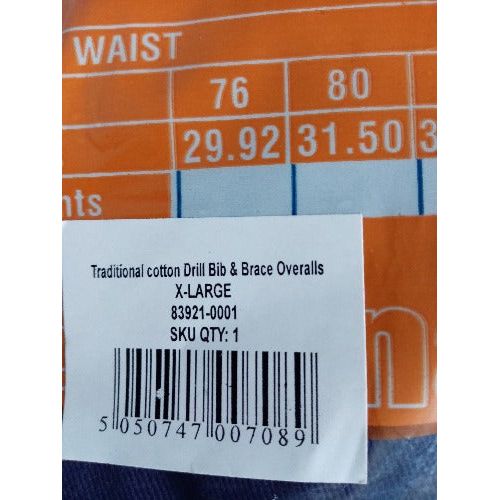 WAIST
76 80
29.92 31.50 3
nts
Traditional cotton Drill Bib & Brace Overalls
X-LARGE
83921-0001
SKU QTY: 1
5 050747 007089